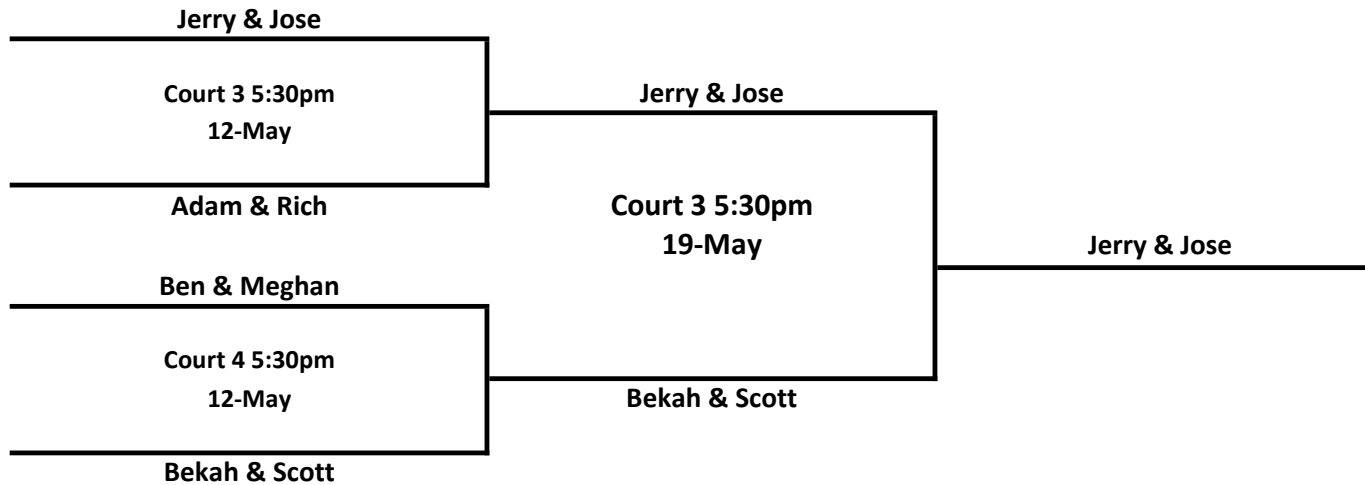 Jerry & Jose
Court 3 5:30pm
12-May
Adam & Rich
Ben & Meghan
Court 4 5:30pm
12-May
Bekah & Scott
Jerry & Jose
Court 3 5:30pm
19-May
Bekah & Scott
Jerry & Jose